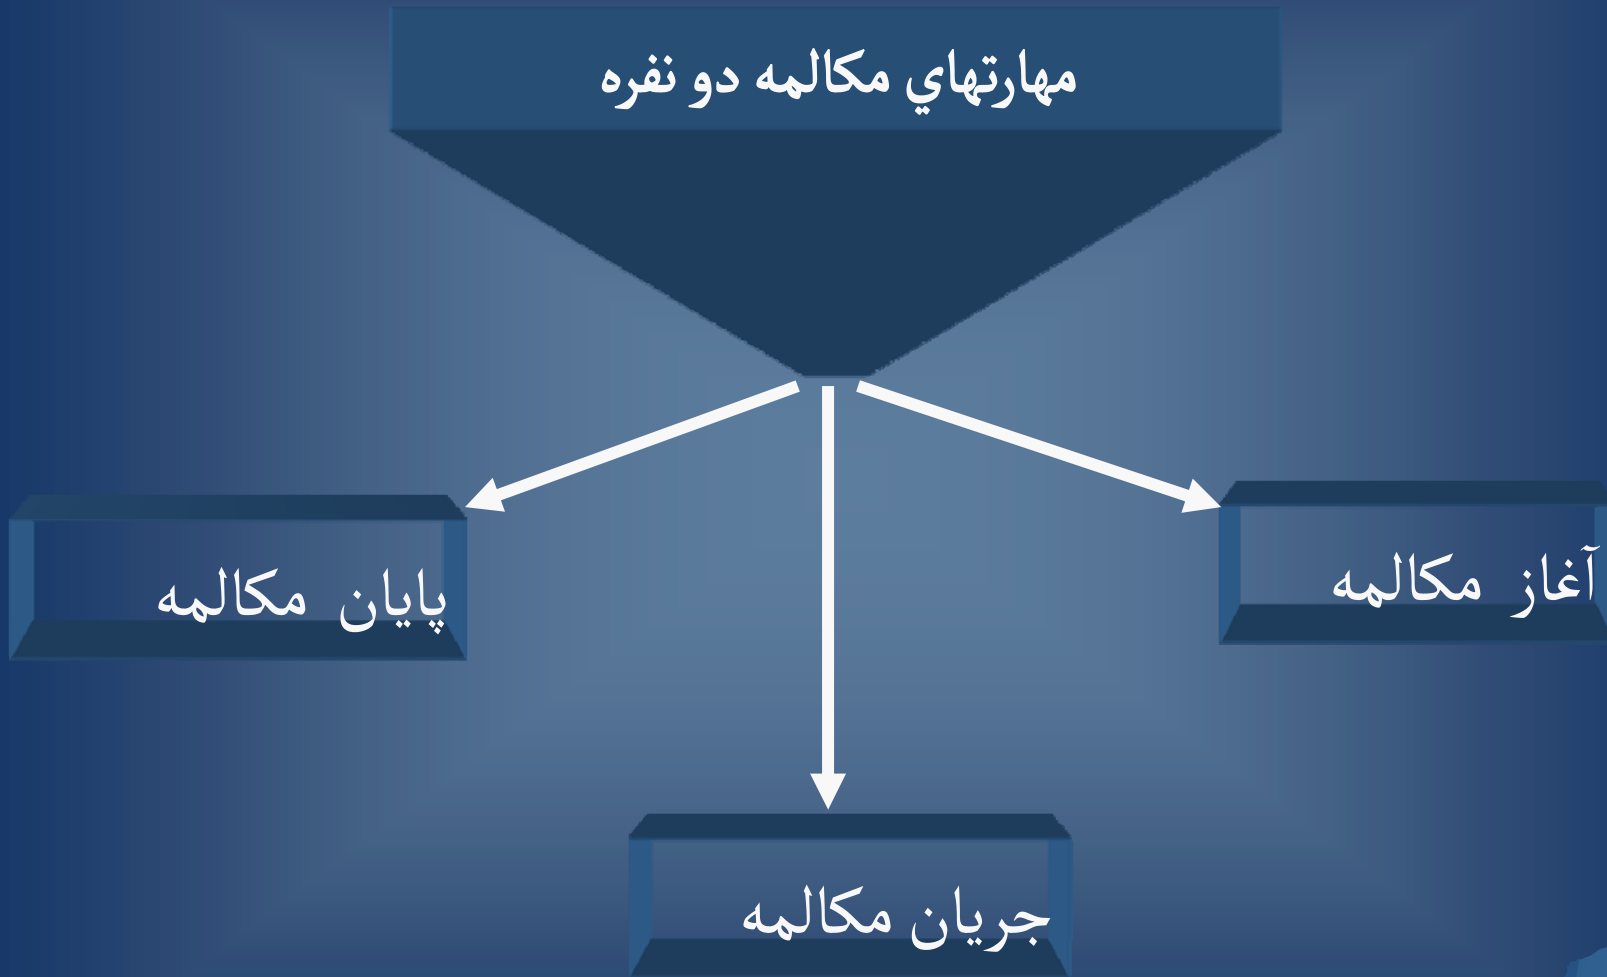 مهارتهاي مكالمه دو نفره
آغاز مكالمه
پايان مكالمه
جريان مكالمه